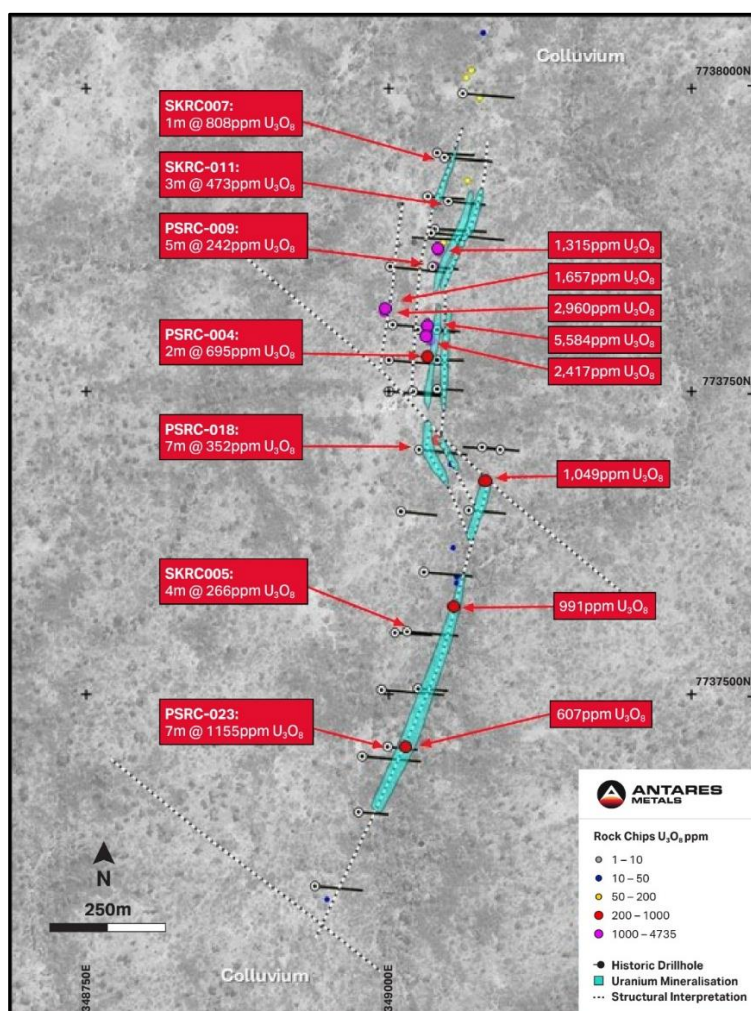 Colluvium
7738000N
SKRC007:
1m @ 808ppm U₃O₈
SKRC-011:
3m @ 473ppm U₃O₈
PSRC-009:
5m @ 242ppm U₃O₈
1,315ppm U₃O₈
1,657ppm U₃O₈
2,960ppm U₃O₈
5,584ppm U₃O₈
2,417ppm U₃O₈
PSRC-004:
2m @ 695ppm U₃O₈
773750N
PSRC-018:
7m @ 352ppm U₃O₈
1,049ppm U₃O₈
SKRC005:
4m @ 266ppm U₃O₈
991ppm U₃O₈
7737500N
PSRC-023:
7m @ 1155ppm U₃O₈
607ppm U₃O₈
N
250m
Colluvium
348750E
349000E
ANTARES
METALS
Rock Chips U₃O₈ ppm
1 – 10
10 – 50
50 – 200
200 – 1000
1000 – 4735
Historic Drillhole
Uranium Mineralisation
Structural Interpretation